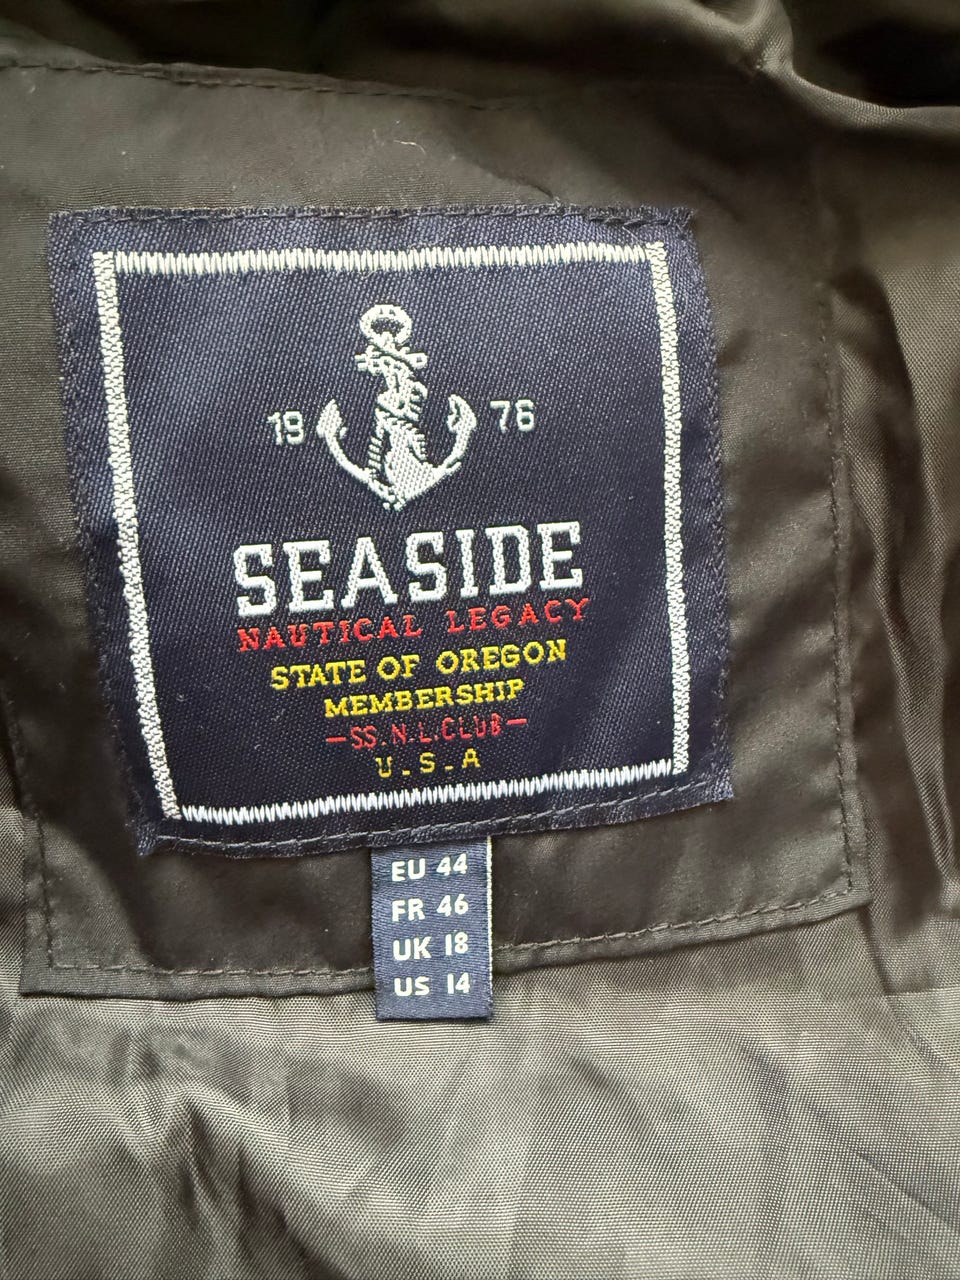 19 76
SEASIDE
NAUTICAL LEGACY
STATE OF OREGON
MEMBERSHIP
-SS.N.L.CLUB-
U.S.A
EU 44
FR 46
UK 18
US 14